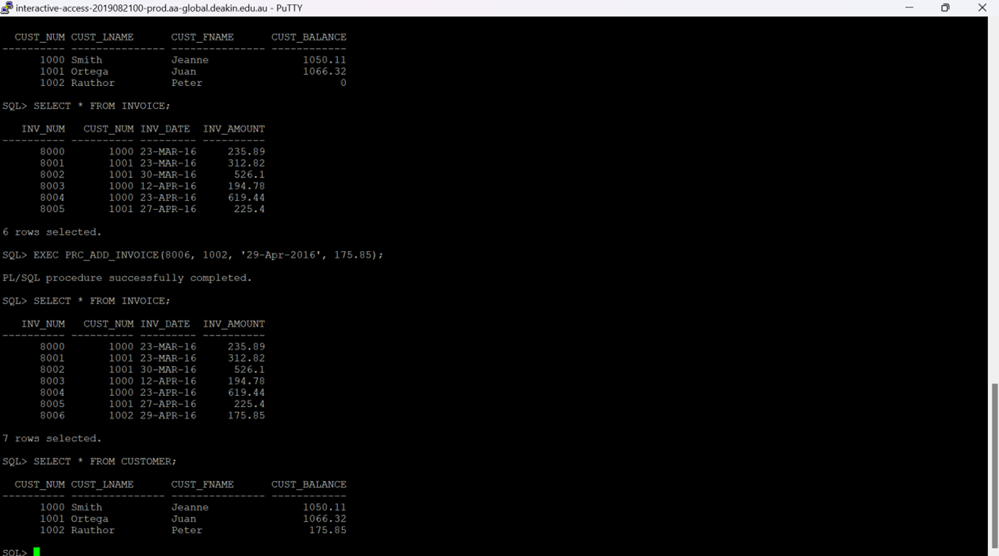 interactive-access-2019082100-prod.aa-global.deakin.edu.au - PuTTY
CUST_NUM CUST_LNAME CUST_FNAME CUST_BALANCE
---------- --------------- --------------- ------------
1000 Smith Jeanne 1050.11
1001 Ortega Juan 1066.32
1002 Rauthor Peter 0
SQL> SELECT * FROM INVOICE;
INV_NUM CUST_NUM INV_DATE INV_AMOUNT
---------- ---------- --------- ----------
8000 1000 23-MAR-16 235.89
8001 1001 23-MAR-16 312.82
8002 1001 30-MAR-16 526.1
8003 1000 12-APR-16 194.78
8004 1000 23-APR-16 619.44
8005 1001 27-APR-16 225.4
6 rows selected.
SQL> EXEC PRC_ADD_INVOICE(8006, 1002, '29-Apr-2016', 175.85);
PL/SQL procedure successfully completed.
SQL> SELECT * FROM INVOICE;
INV_NUM CUST_NUM INV_DATE INV_AMOUNT
---------- ---------- --------- ----------
8000 1000 23-MAR-16 235.89
8001 1001 23-MAR-16 312.82
8002 1001 30-MAR-16 526.1
8003 1000 12-APR-16 194.78
8004 1000 23-APR-16 619.44
8005 1001 27-APR-16 225.4
8006 1002 29-APR-16 175.85
7 rows selected.
SQL> SELECT * FROM CUSTOMER;
CUST_NUM CUST_LNAME CUST_FNAME CUST_BALANCE
---------- --------------- --------------- ------------
1000 Smith Jeanne 1050.11
1001 Ortega Juan 1066.32
1002 Rauthor Peter 175.85
SQL>